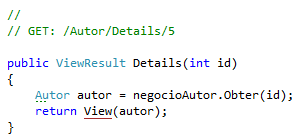 //
// GET: /Autor/Details/5
public ViewResult Details(int id)
{
Autor autor = negocioAutor.Obter(id);
return View(autor);
}